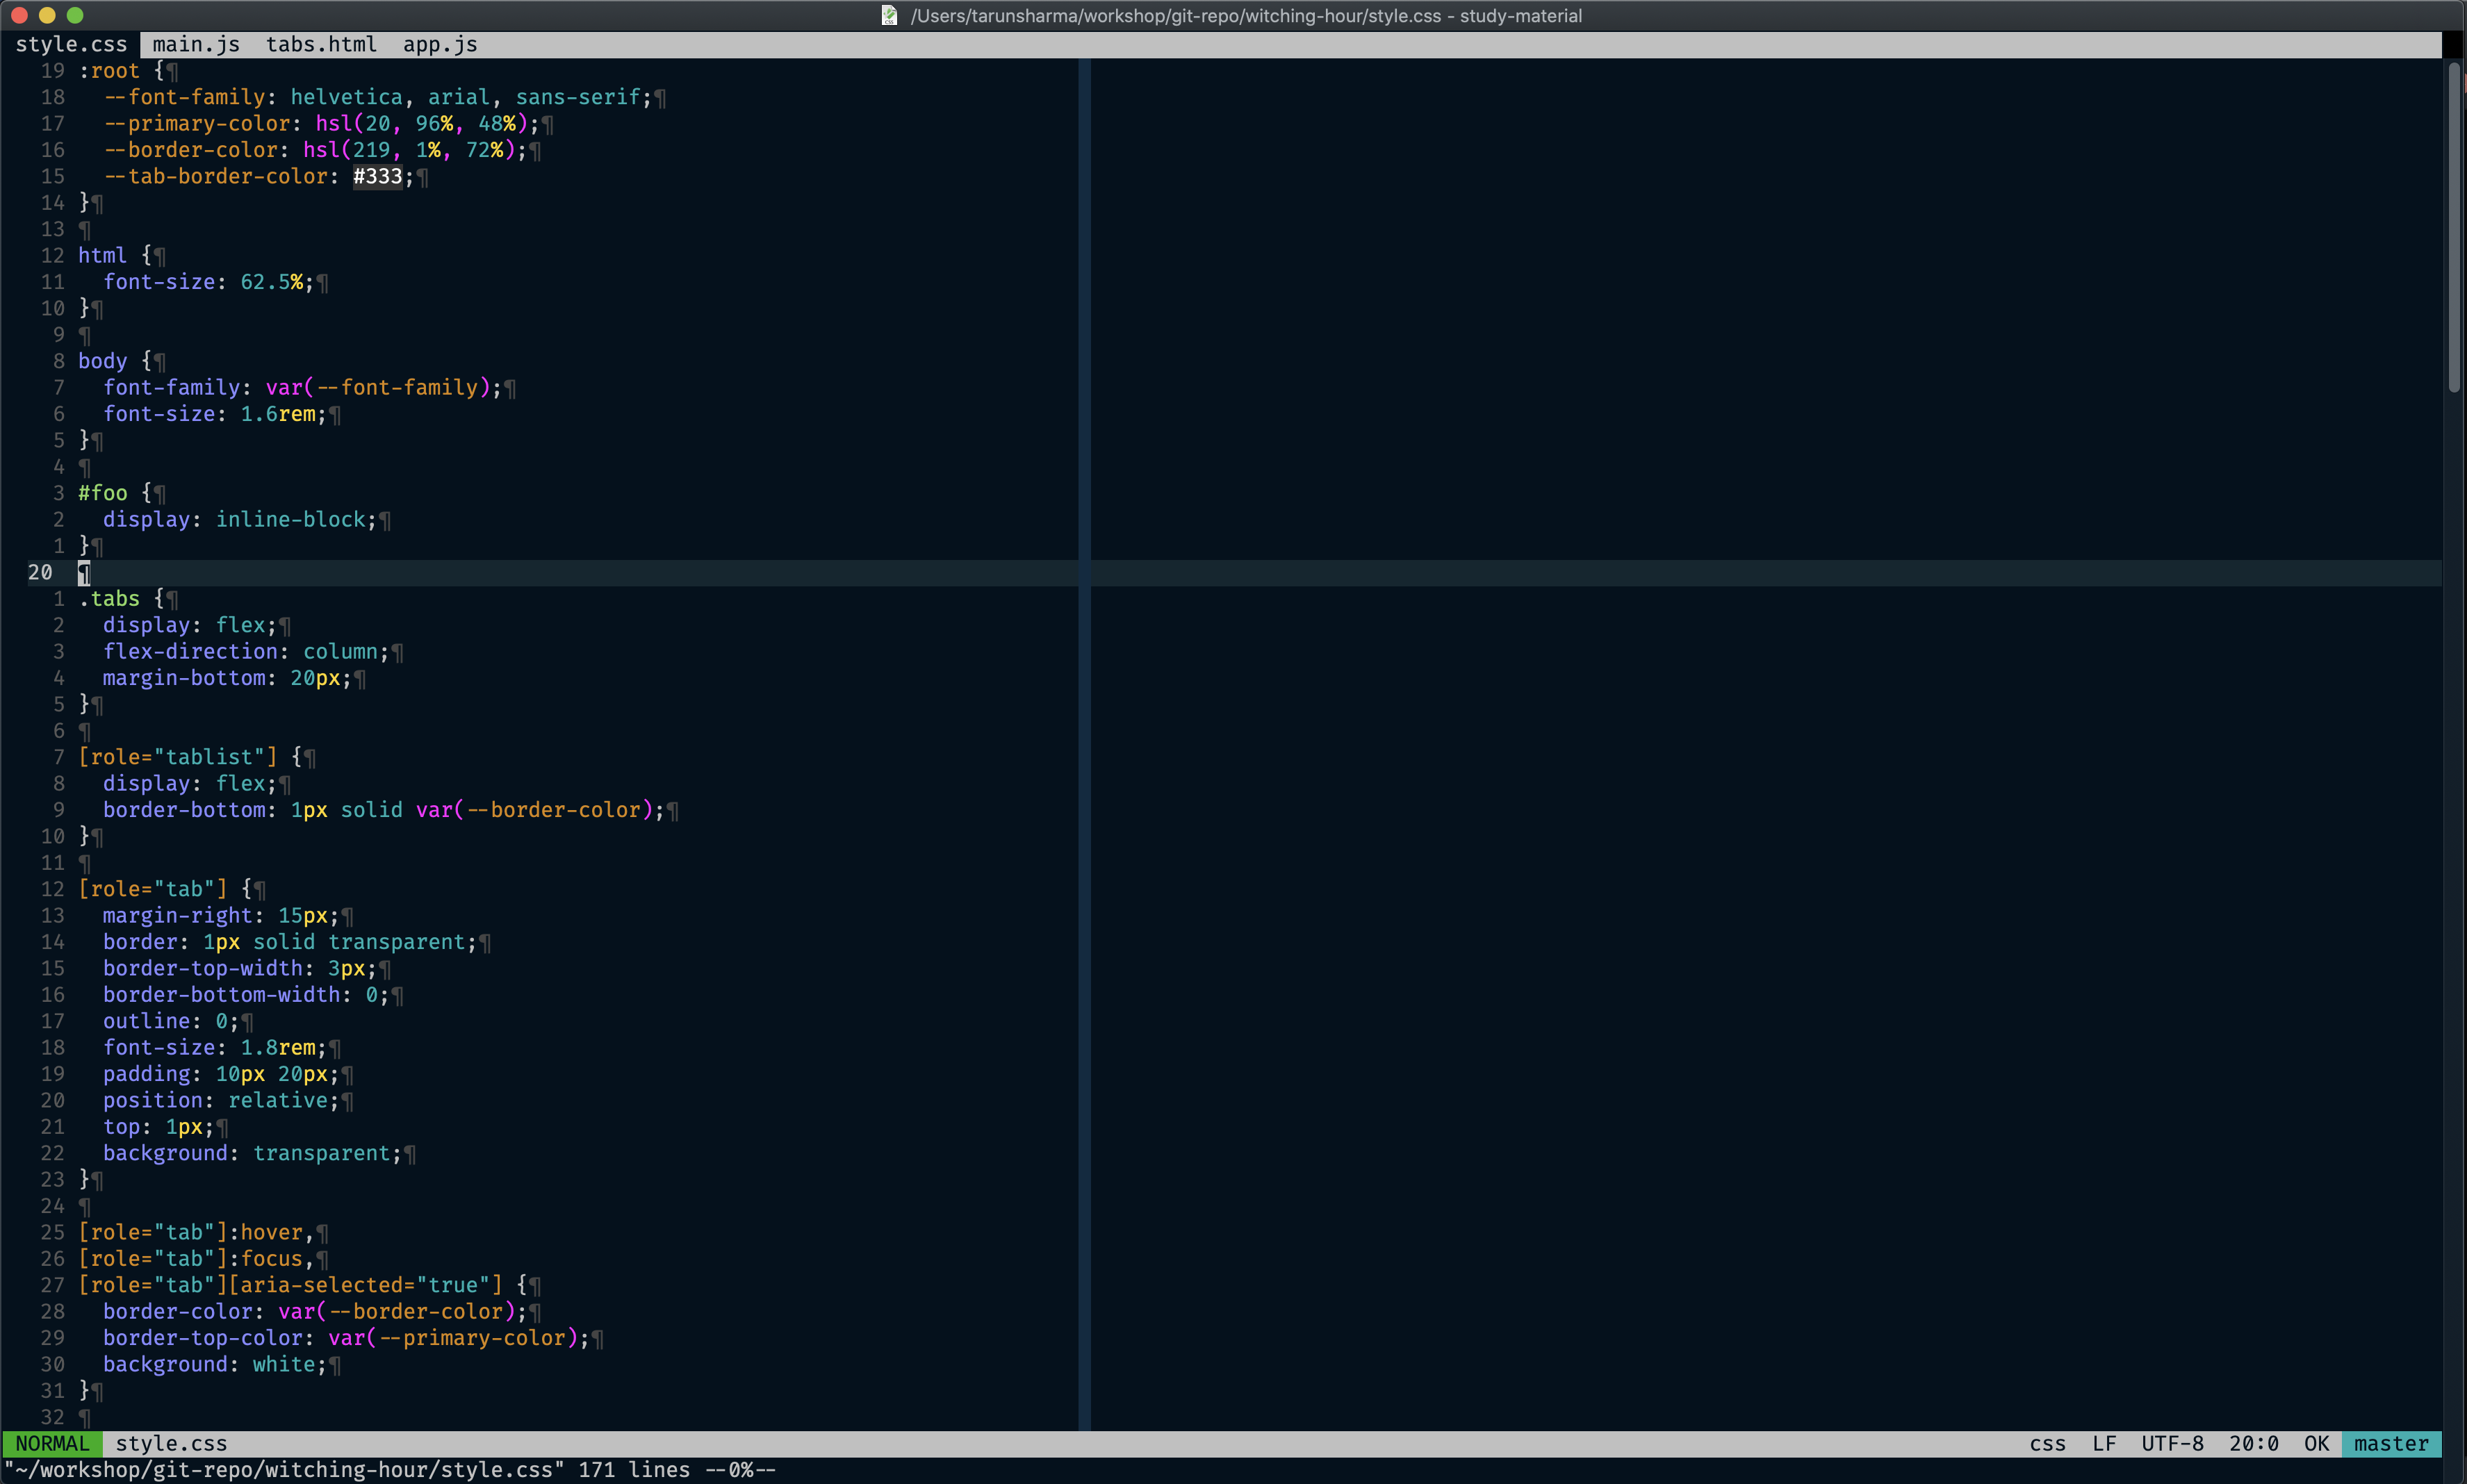 /Users/tarunsharma/workshop/git-repo/witching-hour/style.css - study-material
style.css main.js tabs.html app.js
19 :root {¶
18   --font-family: helvetica, arial, sans-serif;¶
17   --primary-color: hsl(20, 96%, 48%);¶
16   --border-color: hsl(219, 1%, 72%);¶
15   --tab-border-color: #333;¶
14 }¶
13 ¶
12 html {¶
11   font-size: 62.5%;¶
10 }¶
9 ¶
8 body {¶
7   font-family: var(--font-family);¶
6   font-size: 1.6rem;¶
5 }¶
4 ¶
3 #foo {¶
2   display: inline-block;¶
1 }¶
20 ¶
1 .tabs {¶
2   display: flex;¶
3   flex-direction: column;¶
4   margin-bottom: 20px;¶
5 }¶
6 ¶
7 [role="tablist"] {¶
8   display: flex;¶
9   border-bottom: 1px solid var(--border-color);¶
10 }¶
11 ¶
12 [role="tab"] {¶
13   margin-right: 15px;¶
14   border: 1px solid transparent;¶
15   border-top-width: 3px;¶
16   border-bottom-width: 0;¶
17   outline: 0;¶
18   font-size: 1.8rem;¶
19   padding: 10px 20px;¶
20   position: relative;¶
21   top: 1px;¶
22   background: transparent;¶
23 }¶
24 ¶
25 [role="tab"]:hover,¶
26 [role="tab"]:focus,¶
27 [role="tab"][aria-selected="true"] {¶
28   border-color: var(--border-color);¶
29   border-top-color: var(--primary-color);¶
30   background: white;¶
31 }¶
32 ¶
NORMAL style.css css LF UTF-8 20:0 OK master
"~/workshop/git-repo/witching-hour/style.css" 171 lines --0%--